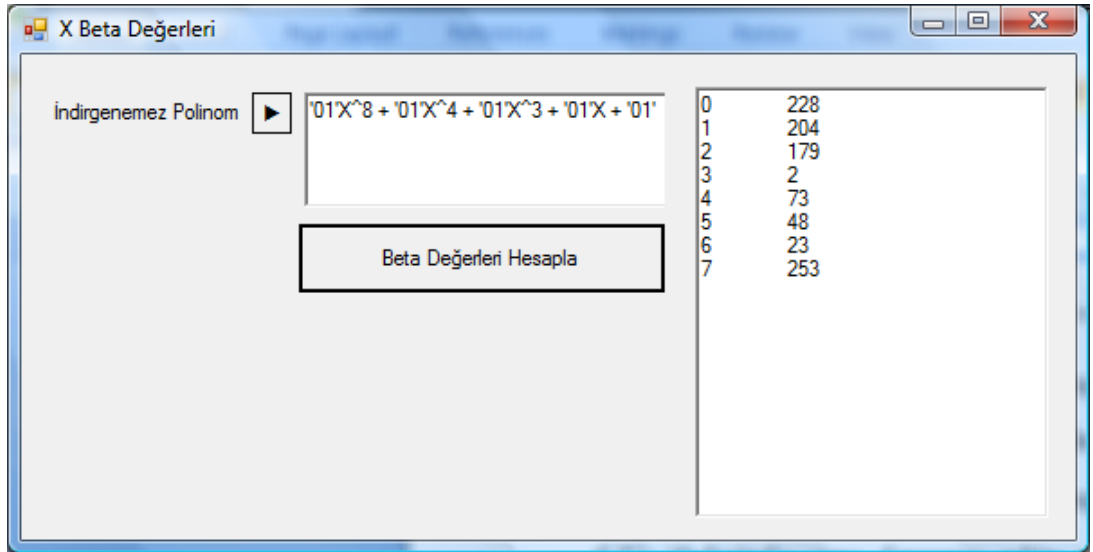 X Beta Değerleri
İndirgenemez Polinom
'01'X^8 + '01'X^4 + '01'X^3 + '01'X + '01'
Beta Değerleri Hesapla
0 228
1 204
2 179
3 2
4 73
5 48
6 23
7 253